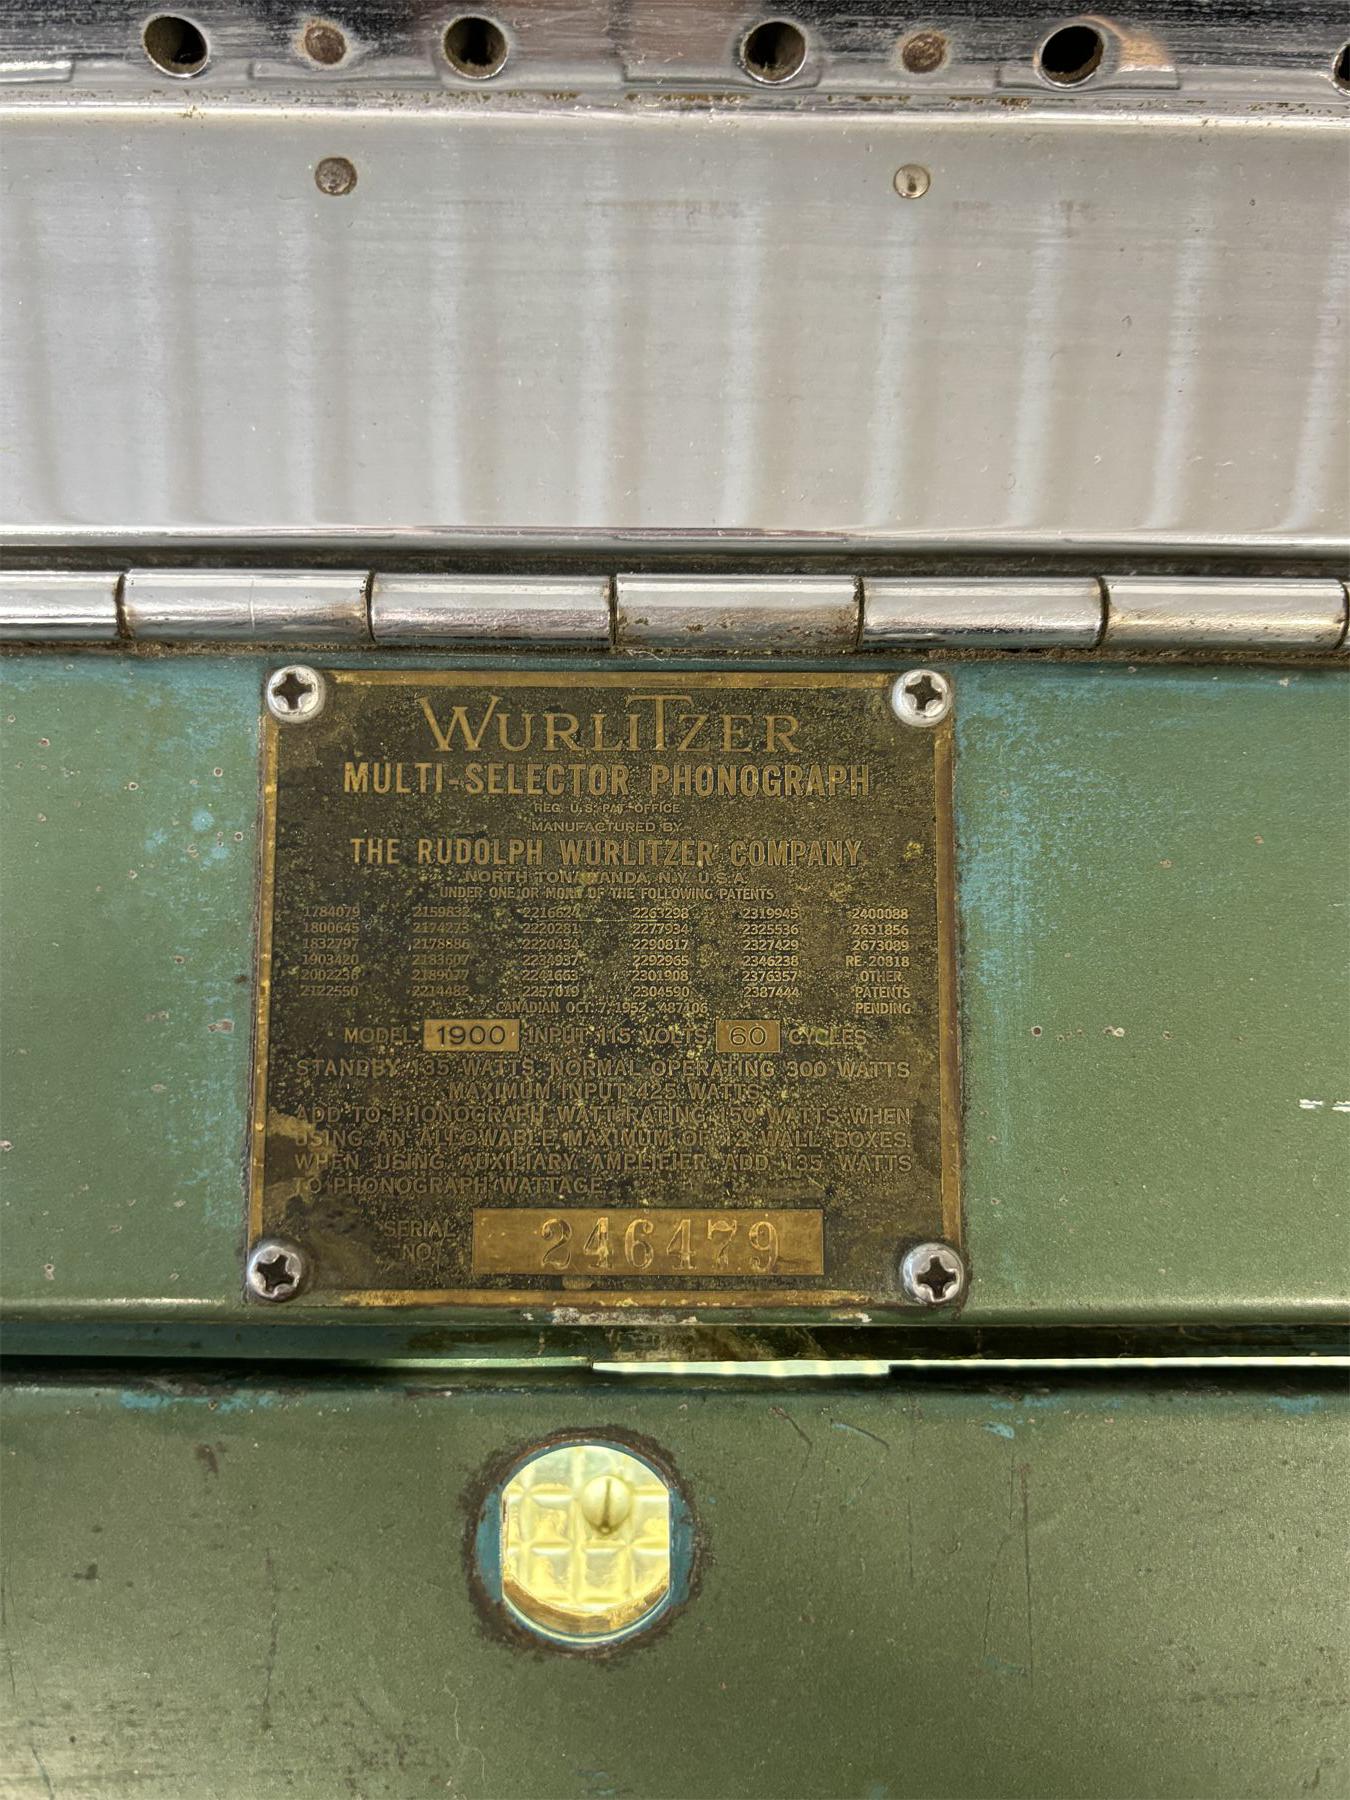 WURLITZER
MULTI-SELECTOR PHONOGRAPH
REG. U.S. PAT. OFFICE
MANUFACTURED BY
THE RUDOLPH WURLITZER COMPANY
NORTH TONAWANDA, N.Y. U.S.A.
UNDER ONE OR MORE OF THE FOLLOWING PATENTS
1784079 2159832 2216624 2263298 2319945 2400088
1800645 2174273 2220281 2277934 2325536 2631856
1832797 2178886 2220434 2290817 2327429 2673089
1903420 2183607 2234937 2292965 2346238 RE.20818
2002236 2189077 2241663 2301908 2376357 OTHER
2122550 2214482 2257019 2304590 2387444 PATENTS
CANADIAN OCT. 7, 1952 487106 PENDING
MODEL 1900 INPUT 115 VOLTS 60 CYCLES
STANDBY 135 WATTS, NORMAL OPERATING 300 WATTS
MAXIMUM INPUT 425 WATTS.
ADD TO PHONOGRAPH WATT RATING 150 WATTS WHEN
USING AN ALLOWABLE MAXIMUM OF 12 WALL BOXES.
WHEN USING AUXILIARY AMPLIFIER ADD 135 WATTS
TO PHONOGRAPH WATTAGE.
SERIAL
NO. 246479